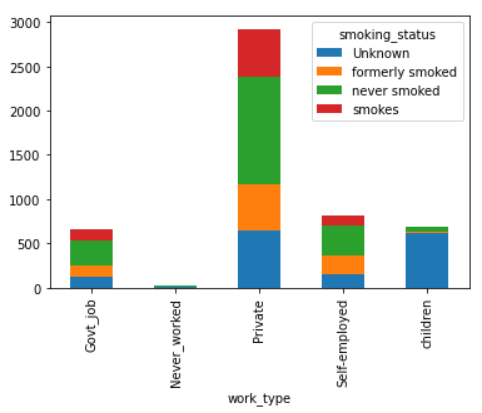 3000
2500
2000
1500
1000
500
0
smoking_status
Unknown
formerly smoked
never smoked
smokes
Govt_job
Never_worked
Private
Self-employed
children
work_type